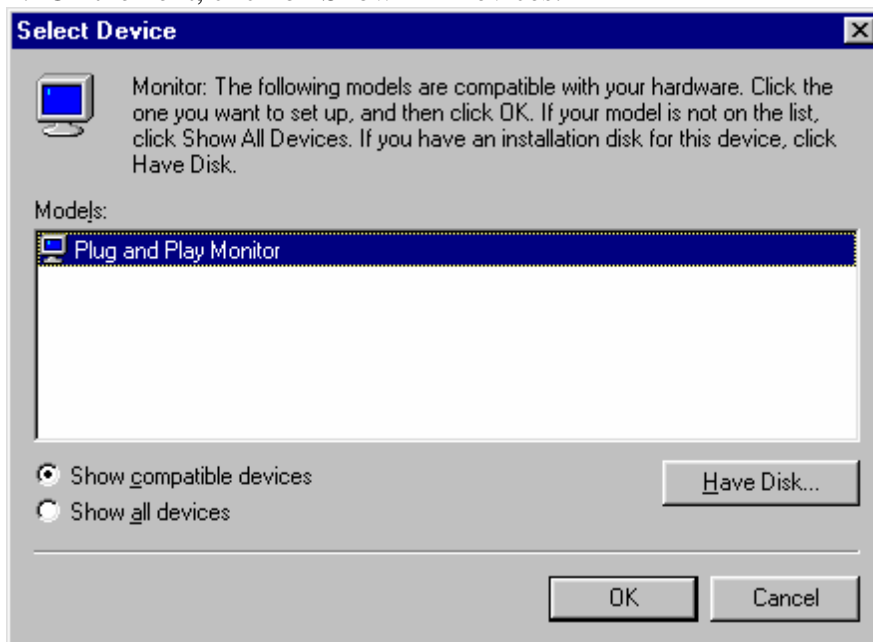 Select Device
Monitor: The following models are compatible with your hardware. Click the
one you want to set up, and then click OK. If your model is not on the list,
click Show All Devices. If you have an installation disk for this device, click
Have Disk.
Models:
Plug and Play Monitor
Show compatible devices
Have Disk...
Show all devices
OK
Cancel